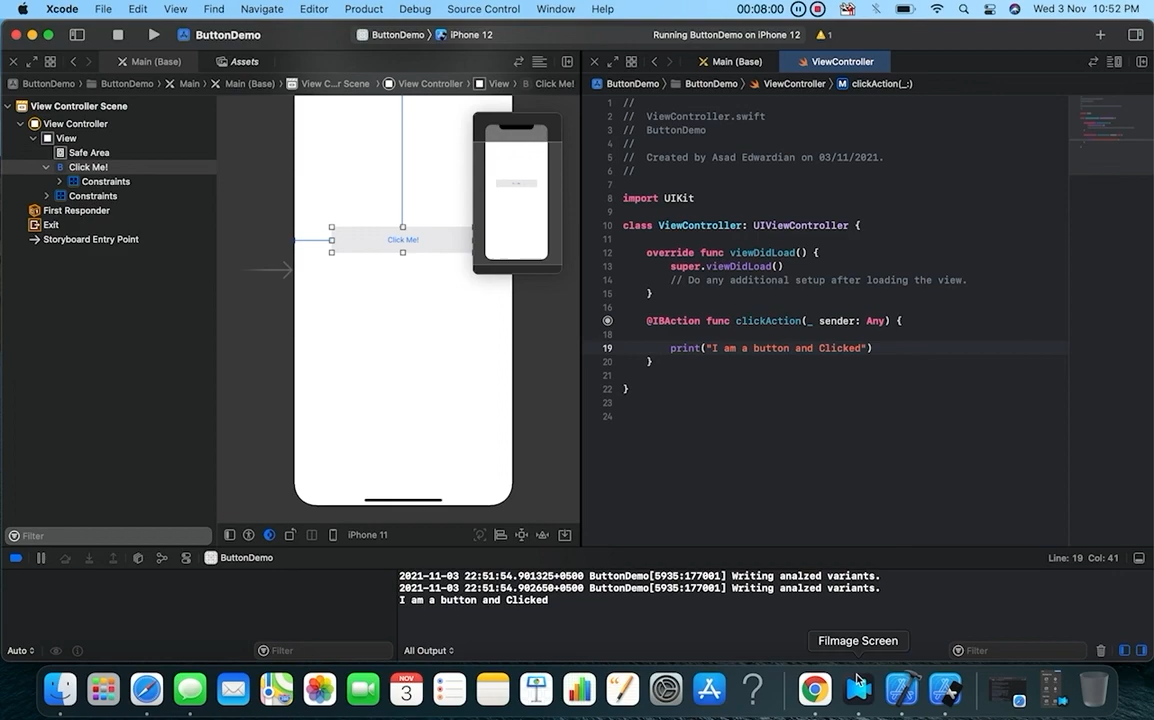 Xcode File Edit View Find Navigate Editor Product Debug Source Control Window Help 00:08:00 Wed 3 Nov 10:52 PM
ButtonDemo ButtonDemo iPhone 12 Running ButtonDemo on iPhone 12 1
Main (Base) Assets Main (Base) ViewController
ButtonDemo ButtonDemo Main Main (Base) View C...r Scene View Controller View B Click Me! ButtonDemo ButtonDemo ViewController M clickAction(_:)
View Controller Scene
View Controller
View
Safe Area
B Click Me!
Constraints
Constraints
First Responder
Exit
Storyboard Entry Point
Click Me!
1 //
2 // ViewController.swift
3 // ButtonDemo
4 //
5 // Created by Asad Edwardian on 03/11/2021.
6 //
7
8 import UIKit
9
10 class ViewController: UIViewController {
11
12 override func viewDidLoad() {
13 super.viewDidLoad()
14 // Do any additional setup after loading the view.
15 }
16
@IBAction func clickAction(_ sender: Any) {
18
19 print("I am a button and Clicked")
20 }
21
22 }
23
24
Filter iPhone 11
ButtonDemo Line: 19 Col: 41
2021-11-03 22:51:54.901325+0500 ButtonDemo[5935:177001] Writing analzed variants.
2021-11-03 22:51:54.902650+0500 ButtonDemo[5935:177001] Writing analzed variants.
I am a button and Clicked
Filmage Screen
Auto Filter All Output Filter
NOV
3
?